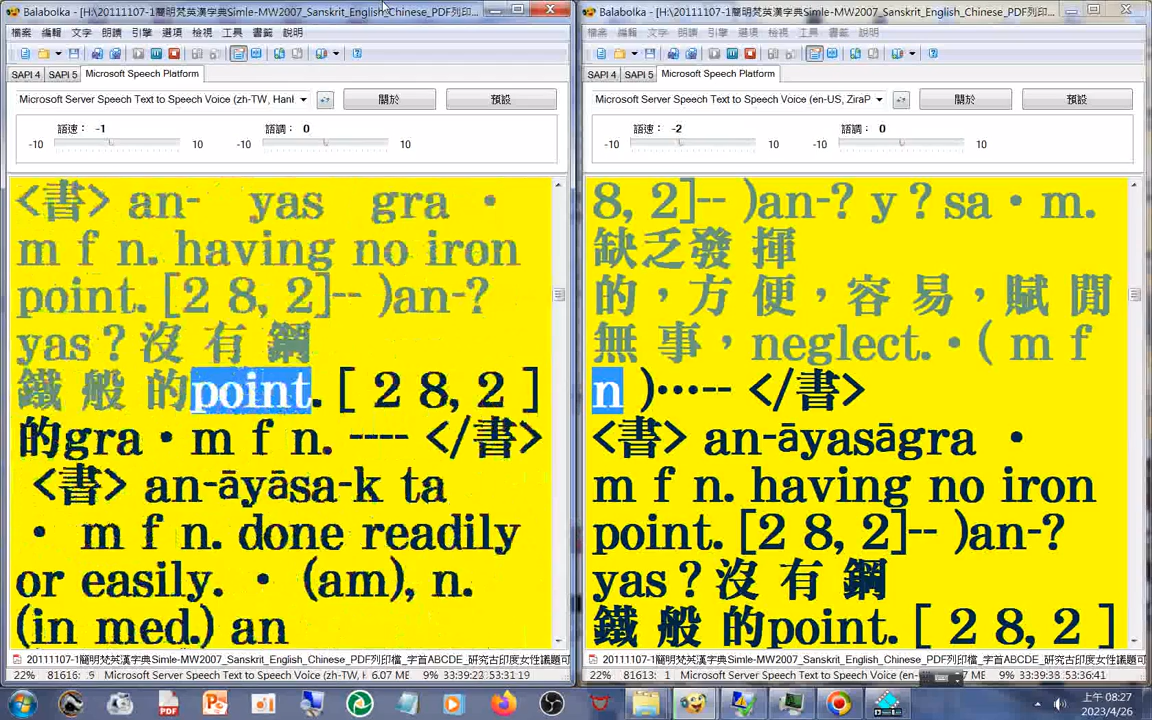 Balabolka - [H:\20111107-1簡明梵英漢字典Simle-MW2007_Sanskrit_English_Chinese_PDF列印...
檔案 編輯 文字 朗讀 引擎 選項 檢視 工具 書籤 說明
SAPI 4 SAPI 5 Microsoft Speech Platform
Microsoft Server Speech Text to Speech Voice (zh-TW, Hanl
關於
預設
語速： -1
語調： 0
-10 10 -10 10
<書> an- yas gra •
m f n. having no iron
point. [2 8, 2]-- )an-?
yas？沒 有 鋼
鐵 般 的point. [ 2 8, 2 ]
的gra • m f n. ---- </書>
<書> an-āyāsa-k ta
• m f n. done readily
or easily. • (am), n.
(in med.) an
20111107-1簡明梵英漢字典Simle-MW2007_Sanskrit_English_Chinese_PDF列印檔_字首ABCDE_研究古印度女性議題可
22% 81616: .9 Microsoft Server Speech Text to Speech Voice (zh-TW, H 6.07 MB 9% 33:39:23 53:31 19
Balabolka - [H:\20111107-1簡明梵英漢字典Simle-MW2007_Sanskrit_English_Chinese_PDF列印...
檔案 編輯 文字 朗讀 引擎 選項 檢視 工具 書籤 說明
SAPI 4 SAPI 5 Microsoft Speech Platform
Microsoft Server Speech Text to Speech Voice (en-US, ZiraP
關於
預設
語速： -2
語調： 0
-10 10 -10 10
8, 2]-- )an-? y ? sa • m.
缺乏發 揮
的，方 便，容 易，賦 閒
無 事，neglect. • ( m f
n )…-- </書>
<書> an-āyasāgra •
m f n. having no iron
point. [2 8, 2]-- )an-?
yas？沒 有 鋼
鐵 般 的point. [ 2 8, 2 ]
20111107-1簡明梵英漢字典Simle-MW2007_Sanskrit_English_Chinese_PDF列印檔_字首ABCDE_研究古印度女性議題可
22% 81613: 1 Microsoft Server Speech Text to Speech Voice (en-US, 6.07 MB 9% 33:39:38 53:36:41
上午 08:27
2023/4/26